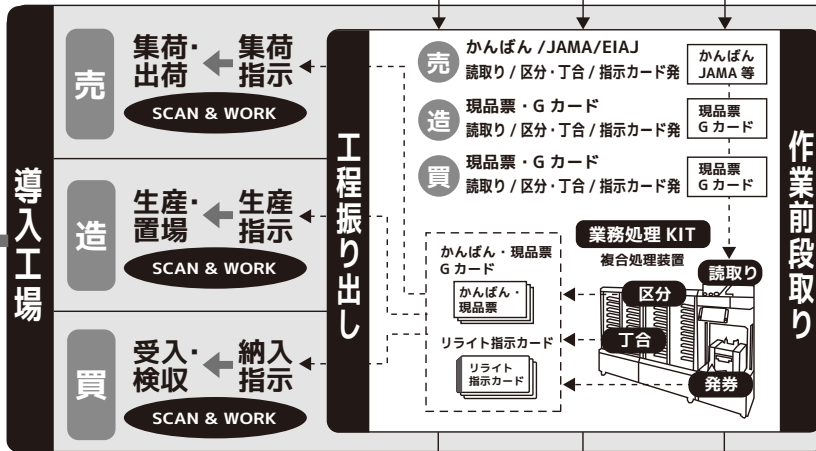 導入工場
売
集荷・
出荷
集荷
指示
SCAN & WORK
造
生産・
置場
生産
指示
SCAN & WORK
買
受入・
検収
納入
指示
SCAN & WORK
工程振り出し
売
かんばん /JAMA/EIAJ
読取り / 区分・丁合 / 指示カード発
造
現品票・G カード
読取り / 区分・丁合 / 指示カード発
買
現品票・G カード
読取り / 区分・丁合 / 指示カード発
かんばん
JAMA 等
現品票
G カード
現品票
G カード
業務処理 KIT
複合処理装置
読取り
区分
丁合
発券
かんばん・現品票
G カード
かんばん・
現品票
リライト指示カード
リライト
指示カード
作業前段取り